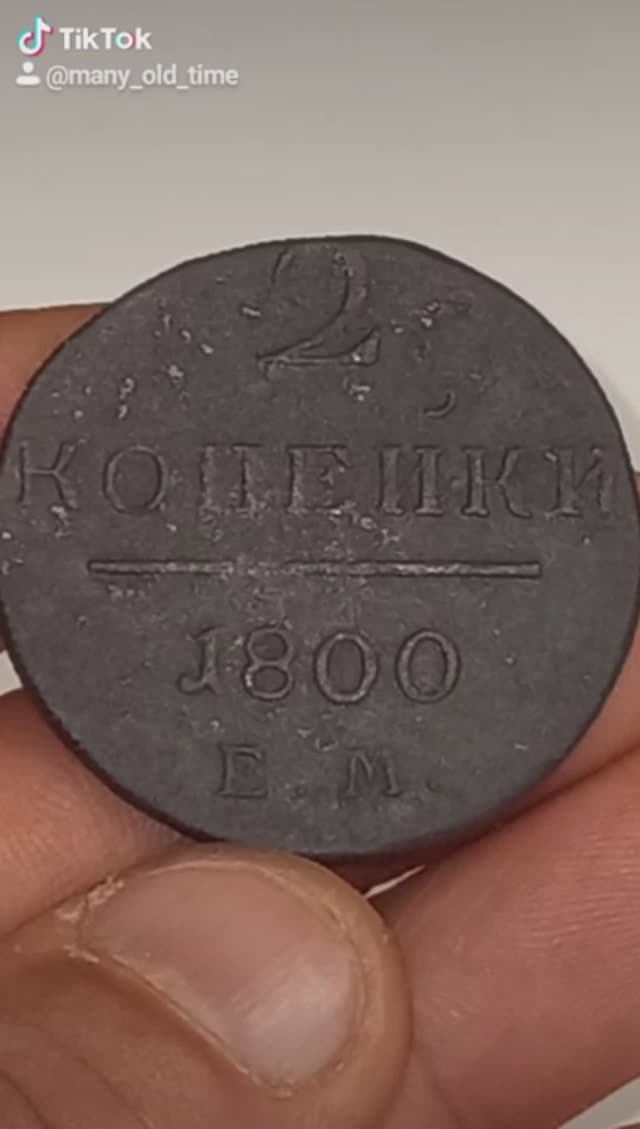 TikTok
@many_old_time
2
КОПЕЙКИ
1800
Е.М.